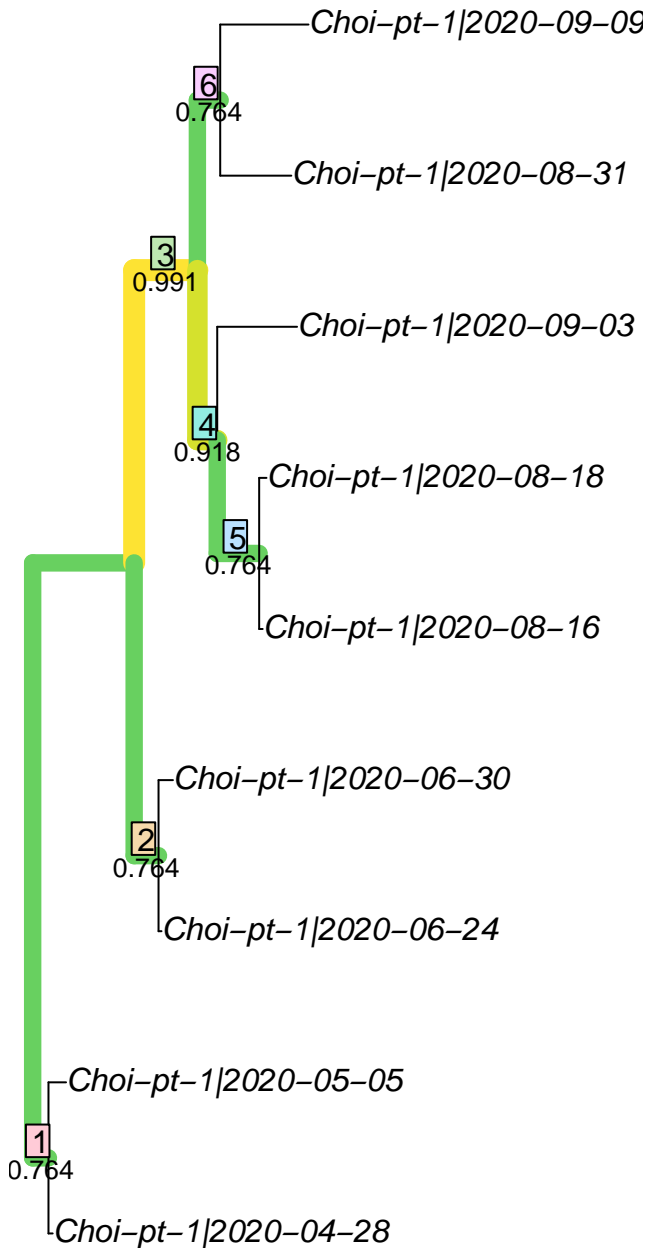 Choi−pt−1|2020−09−09
6
0.764
Choi−pt−1|2020−08−31
3
0.991
Choi−pt−1|2020−09−03
4
0.918
Choi−pt−1|2020−08−18
5
0.764
Choi−pt−1|2020−08−16
Choi−pt−1|2020−06−30
2
0.764
Choi−pt−1|2020−06−24
Choi−pt−1|2020−05−05
1
0.764
Choi−pt−1|2020−04−28